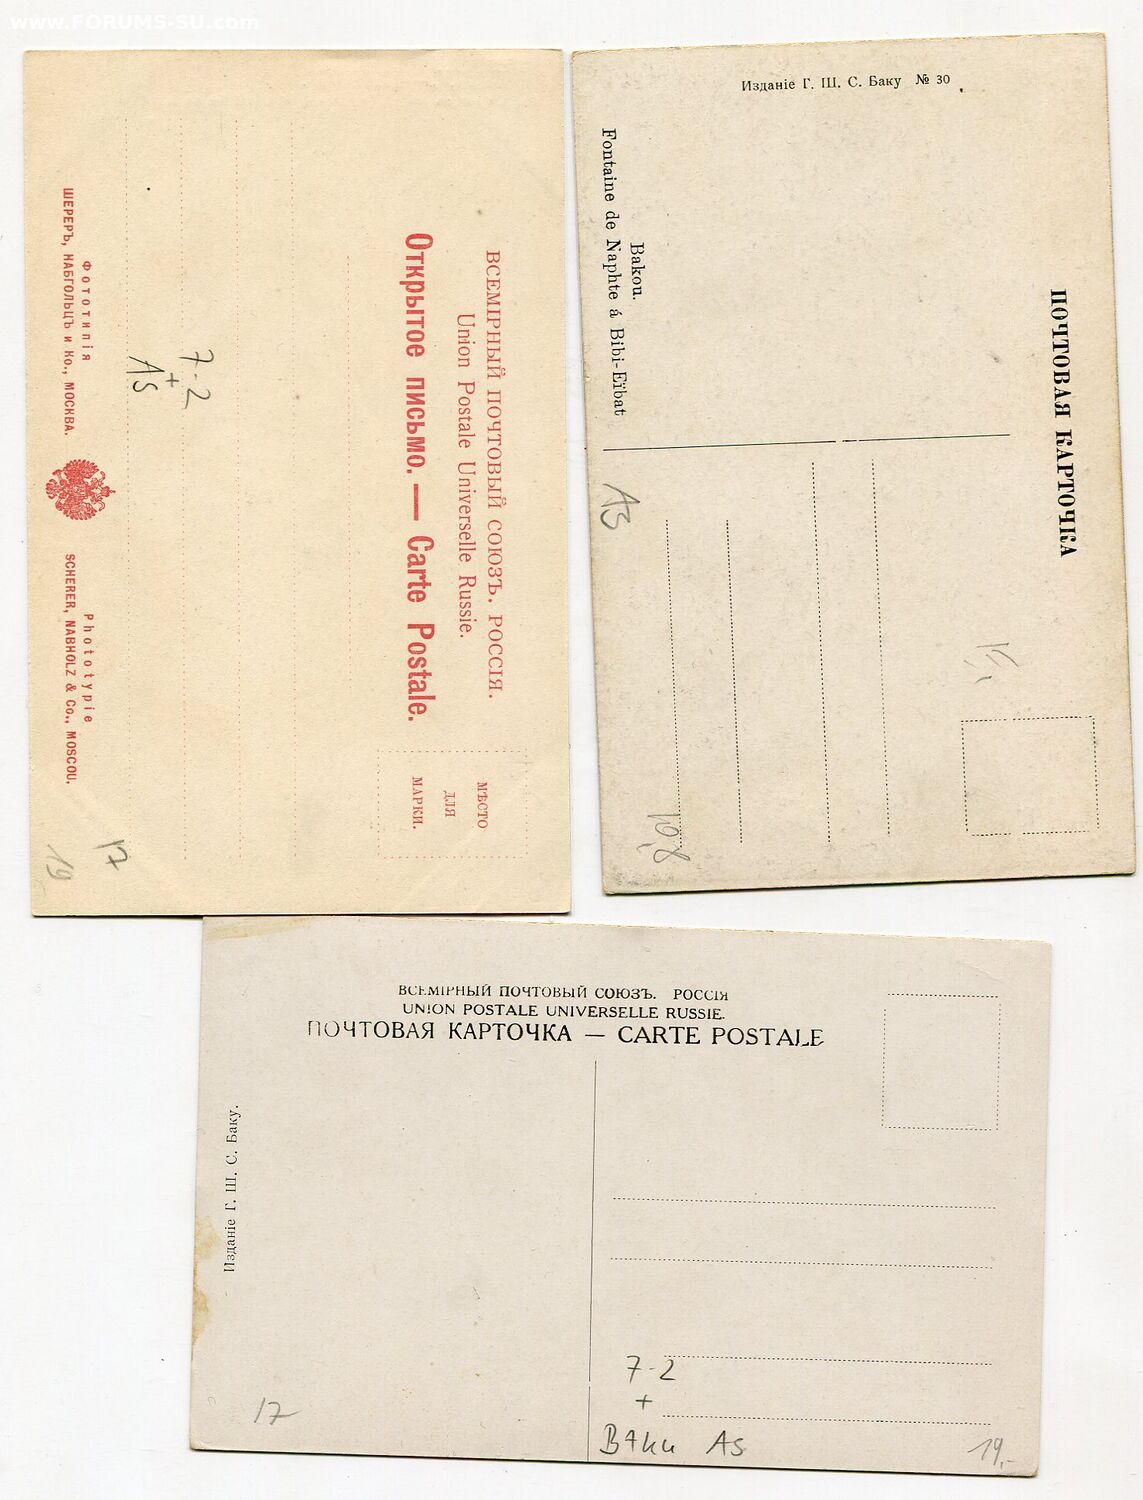 www.FORUMS-SU.com
ВСЕМІРНЫЙ ПОЧТОВЫЙ СОЮЗЪ. РОССІЯ.
Union Postale Universelle Russie.
Открытое письмо. — Carte Postale.
МѢСТО
ДЛЯ
МАРКИ.
7-2
+
AS
Фототипія
ШЕРЕРЪ, НАБГОЛЬЦЪ и Ко., МОСКВА.
Phototypie
SCHERER, NABHOLZ & Co., MOSCOU.
17
19
Изданіе Г. Ш. С. Баку № 30
ПОЧТОВАЯ КАРТОЧКА
Bakou.
Fontaine de Naphte á Bibi-Eïbat
ВСЕМІРНЫЙ ПОЧТОВЫЙ СОЮЗЪ. РОССІЯ
UNION POSTALE UNIVERSELLE RUSSIE.
ПОЧТОВАЯ КАРТОЧКА — CARTE POSTALE
Изданіе Г. Ш. С. Баку.
7-2
+
17
Baku AS
19,-